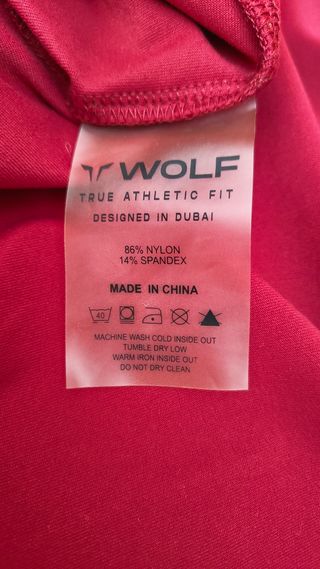 WOLF
TRUE ATHLETIC FIT
DESIGNED IN DUBAI
86% NYLON
14% SPANDEX
MADE IN CHINA
40
MACHINE WASH COLD INSIDE OUT
TUMBLE DRY LOW
WARM IRON INSIDE OUT
DO NOT DRY CLEAN